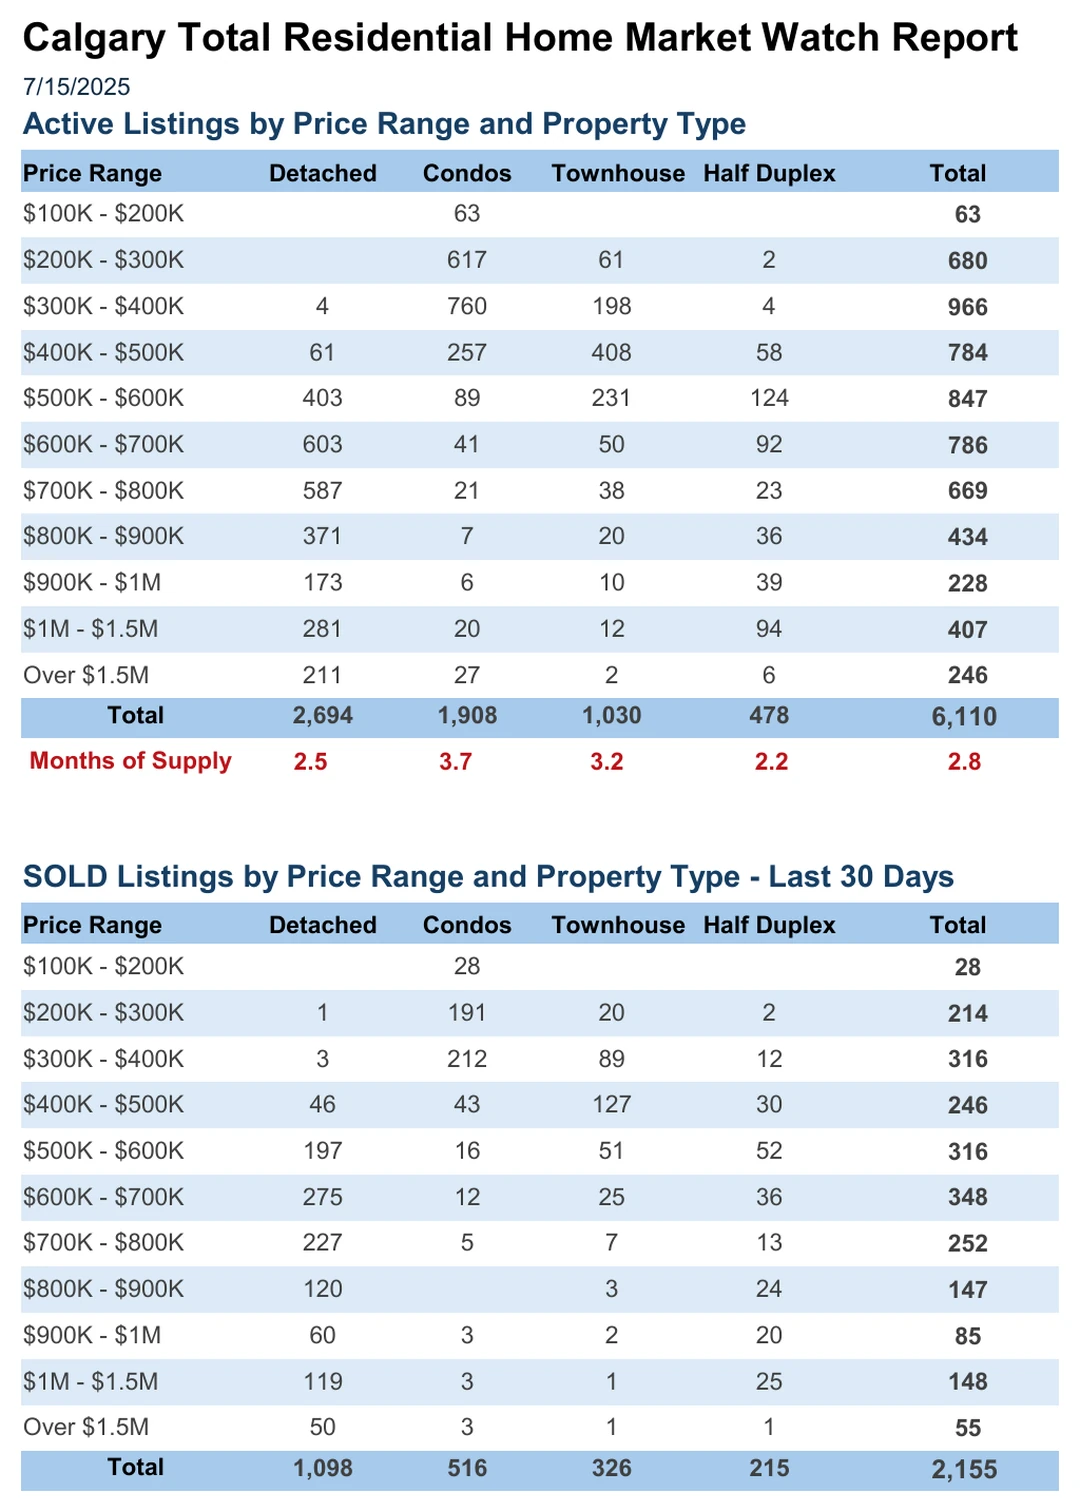 Calgary Total Residential Home Market Watch Report
7/15/2025
Active Listings by Price Range and Property Type
Price Range Detached Condos Townhouse Half Duplex Total
$100K - $200K 63 63
$200K - $300K 617 61 2 680
$300K - $400K 4 760 198 4 966
$400K - $500K 61 257 408 58 784
$500K - $600K 403 89 231 124 847
$600K - $700K 603 41 50 92 786
$700K - $800K 587 21 38 23 669
$800K - $900K 371 7 20 36 434
$900K - $1M 173 6 10 39 228
$1M - $1.5M 281 20 12 94 407
Over $1.5M 211 27 2 6 246
Total 2,694 1,908 1,030 478 6,110
Months of Supply 2.5 3.7 3.2 2.2 2.8
SOLD Listings by Price Range and Property Type - Last 30 Days
Price Range Detached Condos Townhouse Half Duplex Total
$100K - $200K 28 28
$200K - $300K 1 191 20 2 214
$300K - $400K 3 212 89 12 316
$400K - $500K 46 43 127 30 246
$500K - $600K 197 16 51 52 316
$600K - $700K 275 12 25 36 348
$700K - $800K 227 5 7 13 252
$800K - $900K 120 3 24 147
$900K - $1M 60 3 2 20 85
$1M - $1.5M 119 3 1 25 148
Over $1.5M 50 3 1 1 55
Total 1,098 516 326 215 2,155